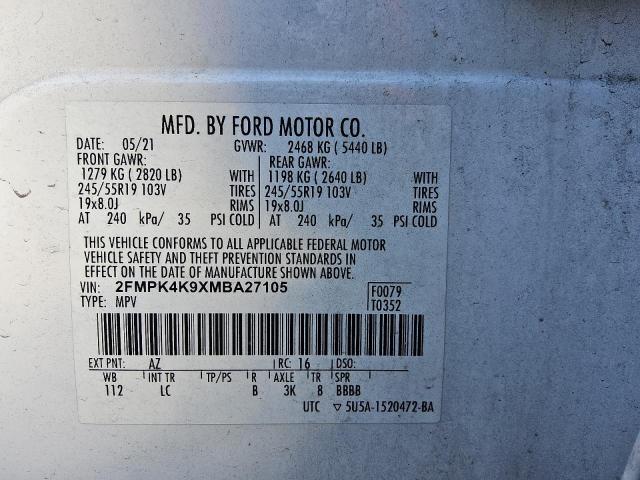 MFD. BY FORD MOTOR CO.
DATE: 05/21 GVWR: 2468 KG ( 5440 LB)
FRONT GAWR: REAR GAWR:
1279 KG ( 2820 LB) WITH 1198 KG ( 2640 LB) WITH
245/55R19 103V TIRES 245/55R19 103V TIRES
19x8.0J RIMS 19x8.0J RIMS
AT 240 kPa/ 35 PSI COLD AT 240 kPa/ 35 PSI COLD
THIS VEHICLE CONFORMS TO ALL APPLICABLE FEDERAL MOTOR
VEHICLE SAFETY AND THEFT PREVENTION STANDARDS IN
EFFECT ON THE DATE OF MANUFACTURE SHOWN ABOVE.
VIN: 2FMPK4K9XMBA27105 F0079
TYPE: MPV T0352
EXT PNT: AZ RC: 16 DSO:
WB INT TR TP/PS R AXLE TR SPR
112 LC B 3K 8 BBBB
UTC ▽ 5U5A-1520472-BA